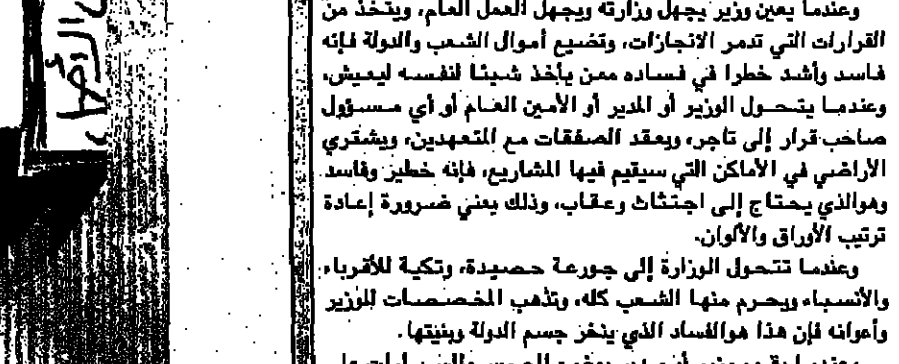 وعندما يعين وزير يجهل وزارته ويجهل العمل العام، ويتخذ من
القرارات التي تدمر الانجازات، وتضيع أموال الشعب والدولة فإنه
فاسد وأشد خطرا في فساده ممن يأخذ شيئا لنفسه ليعيش،
وعندما يتحول الوزير أو المدير أو الأمين العام أو أي مسؤول
صاحب قرار إلى تاجر، ويعقد الصفقات مع المتعهدين، ويشتري
الأراضي في الأماكن التي سيقيم فيها المشاريع، فإنه خطير وفاسد
وهوالذي يحتاج إلى اجتثاث وعقاب، وذلك يعني ضرورة إعادة
ترتيب الأوراق والألوان.
وعندما تتحول الوزارة إلى جورعة حصيدة، وتكية للأقرباء
والأنسباء ويحرم منها الشعب كله، وتذهب المخصصات للوزير
وأعوانه فإن هذا هوالفساد الذي ينخر جسم الدولة وبنيتها.